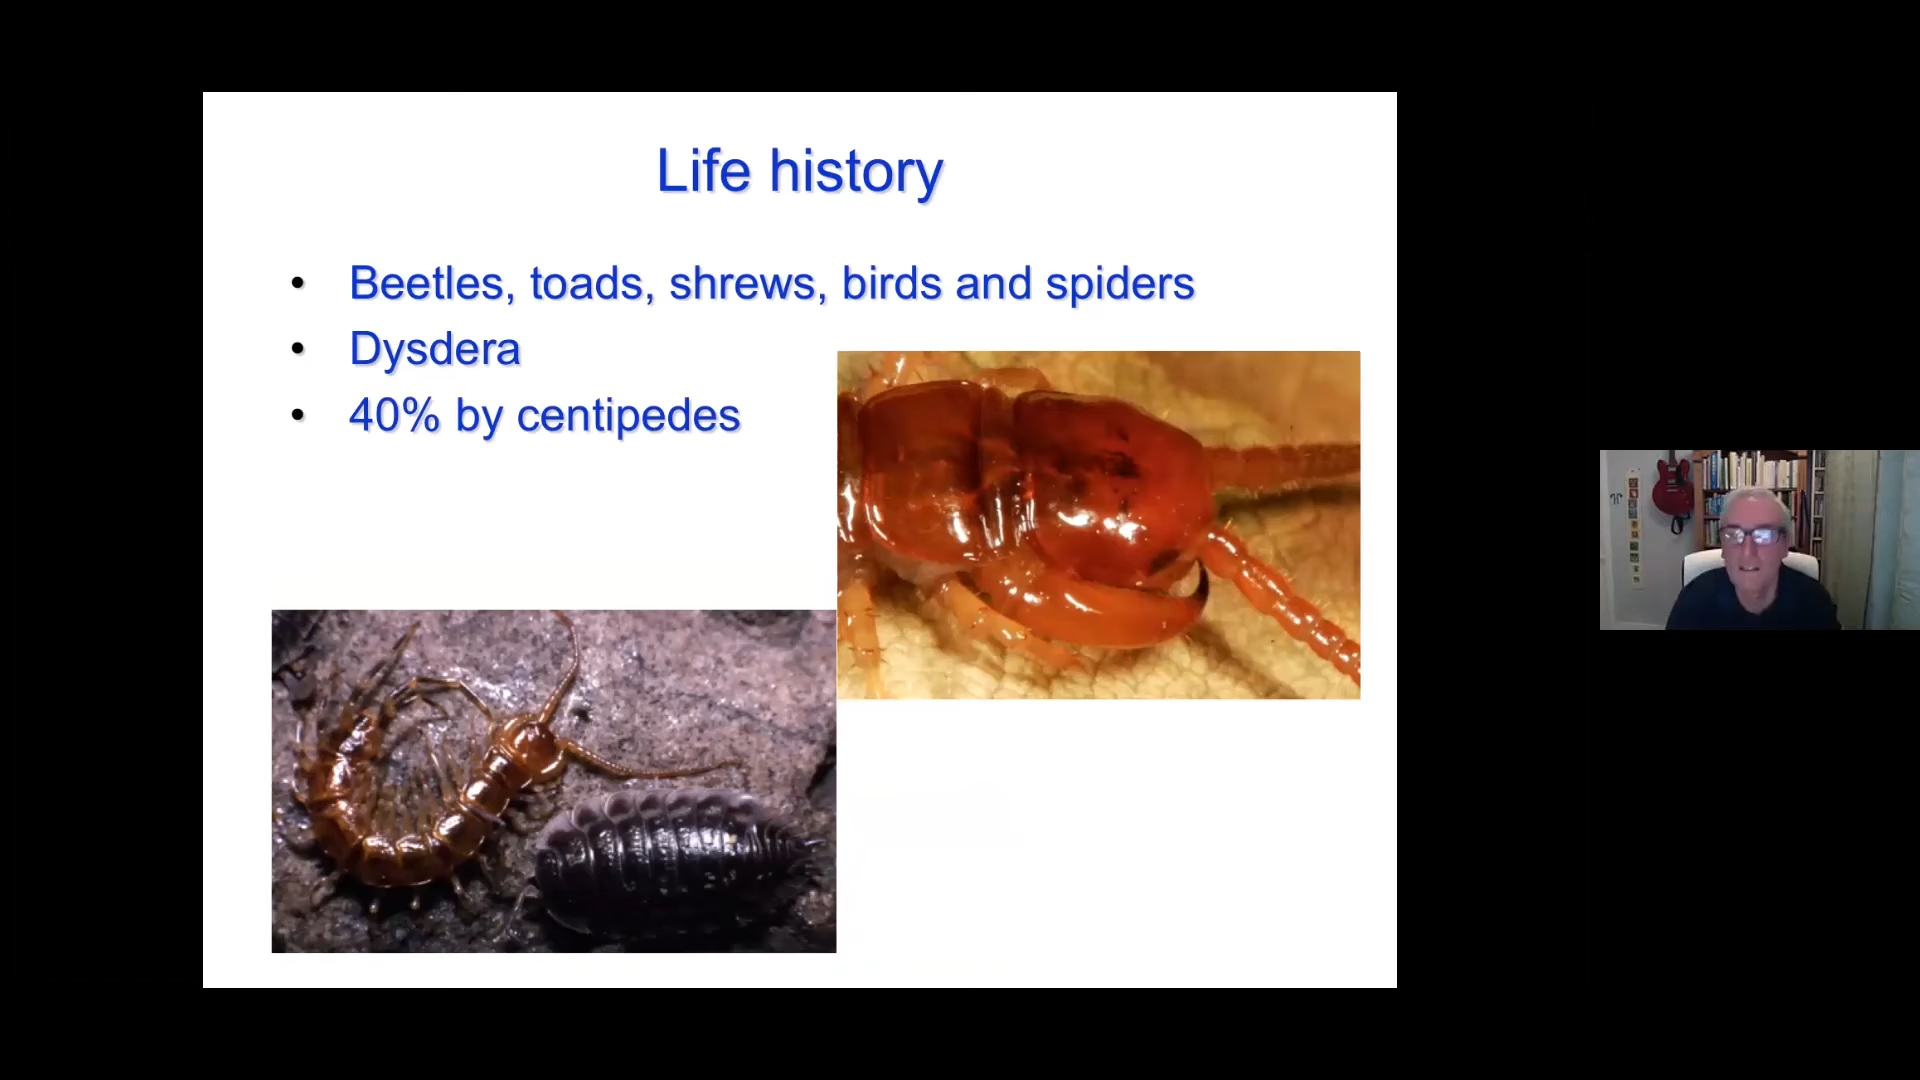 Life history
• Beetles, toads, shrews, birds and spiders
• Dysdera
• 40% by centipedes